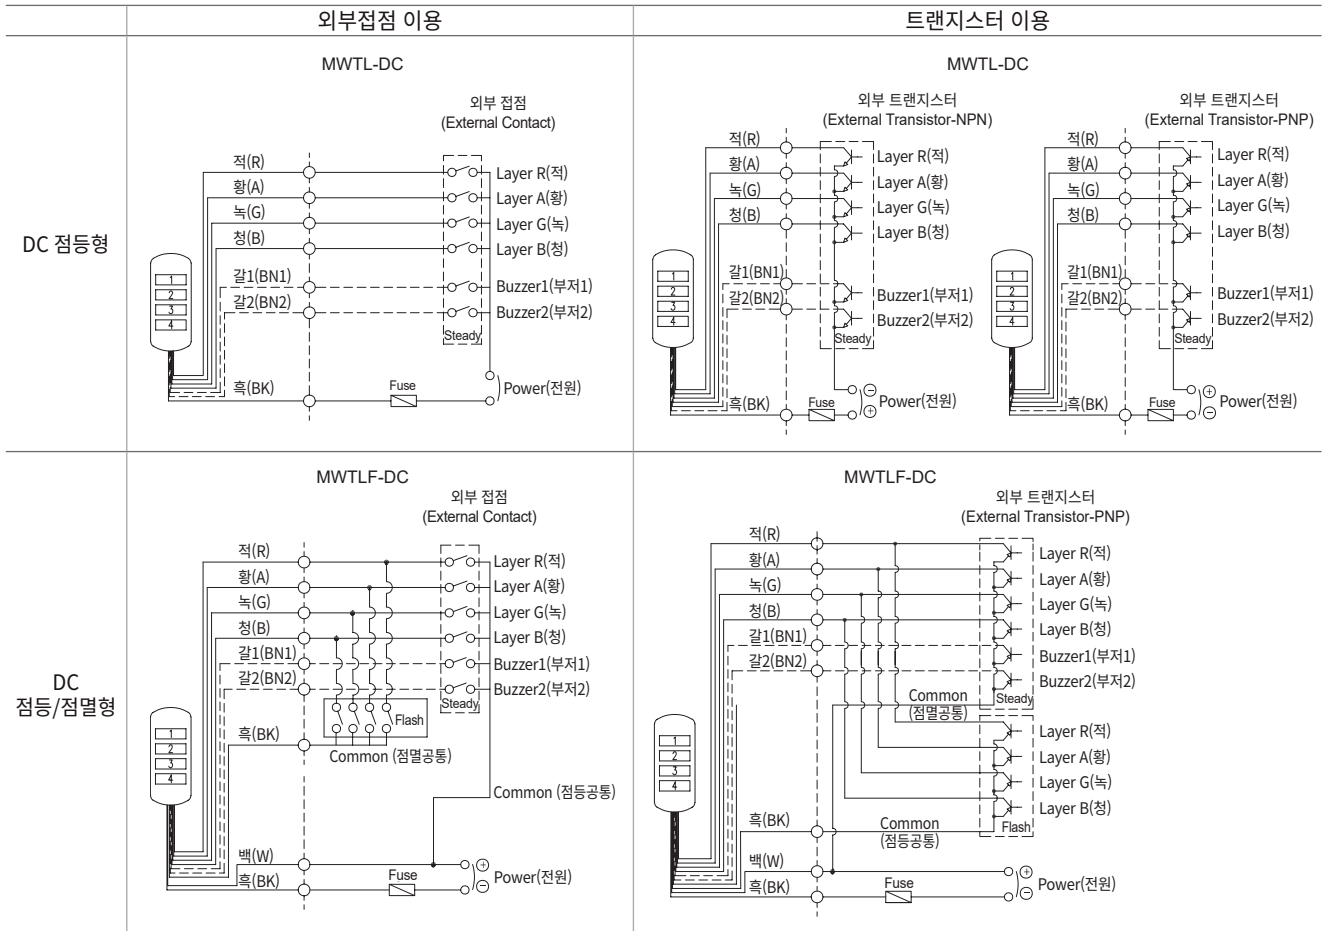 외부접점 이용
트랜지스터 이용
DC 점등형
MWTL-DC
외부 접점
(External Contact)
적(R)
황(A)
녹(G)
청(B)
갈1(BN1)
갈2(BN2)
흑(BK)
Layer R(적)
Layer A(황)
Layer G(녹)
Layer B(청)
Buzzer1(부저1)
Buzzer2(부저2)
Steady
Fuse
Power(전원)
1
2
3
4
MWTL-DC
외부 트랜지스터
(External Transistor-NPN)
적(R)
황(A)
녹(G)
청(B)
갈1(BN1)
갈2(BN2)
흑(BK)
Layer R(적)
Layer A(황)
Layer G(녹)
Layer B(청)
Buzzer1(부저1)
Buzzer2(부저2)
Steady
Fuse
⊖
⊕
Power(전원)
1
2
3
4
외부 트랜지스터
(External Transistor-PNP)
적(R)
황(A)
녹(G)
청(B)
갈1(BN1)
갈2(BN2)
흑(BK)
Layer R(적)
Layer A(황)
Layer G(녹)
Layer B(청)
Buzzer1(부저1)
Buzzer2(부저2)
Steady
Fuse
⊕
⊖
Power(전원)
1
2
3
4
DC
점등/점멸형
MWTLF-DC
외부 접점
(External Contact)
적(R)
황(A)
녹(G)
청(B)
갈1(BN1)
갈2(BN2)
흑(BK)
Layer R(적)
Layer A(황)
Layer G(녹)
Layer B(청)
Buzzer1(부저1)
Buzzer2(부저2)
Steady
Flash
Common (점멸공통)
Common (점등공통)
백(W)
흑(BK)
Fuse
⊕
⊖
Power(전원)
1
2
3
4
MWTLF-DC
외부 트랜지스터
(External Transistor-PNP)
적(R)
황(A)
녹(G)
청(B)
갈1(BN1)
갈2(BN2)
Layer R(적)
Layer A(황)
Layer G(녹)
Layer B(청)
Buzzer1(부저1)
Buzzer2(부저2)
Common
(점멸공통)
Steady
Layer R(적)
Layer A(황)
Layer G(녹)
Layer B(청)
Flash
흑(BK)
Common
(점등공통)
백(W)
흑(BK)
Fuse
⊕
⊖
Power(전원)
1
2
3
4